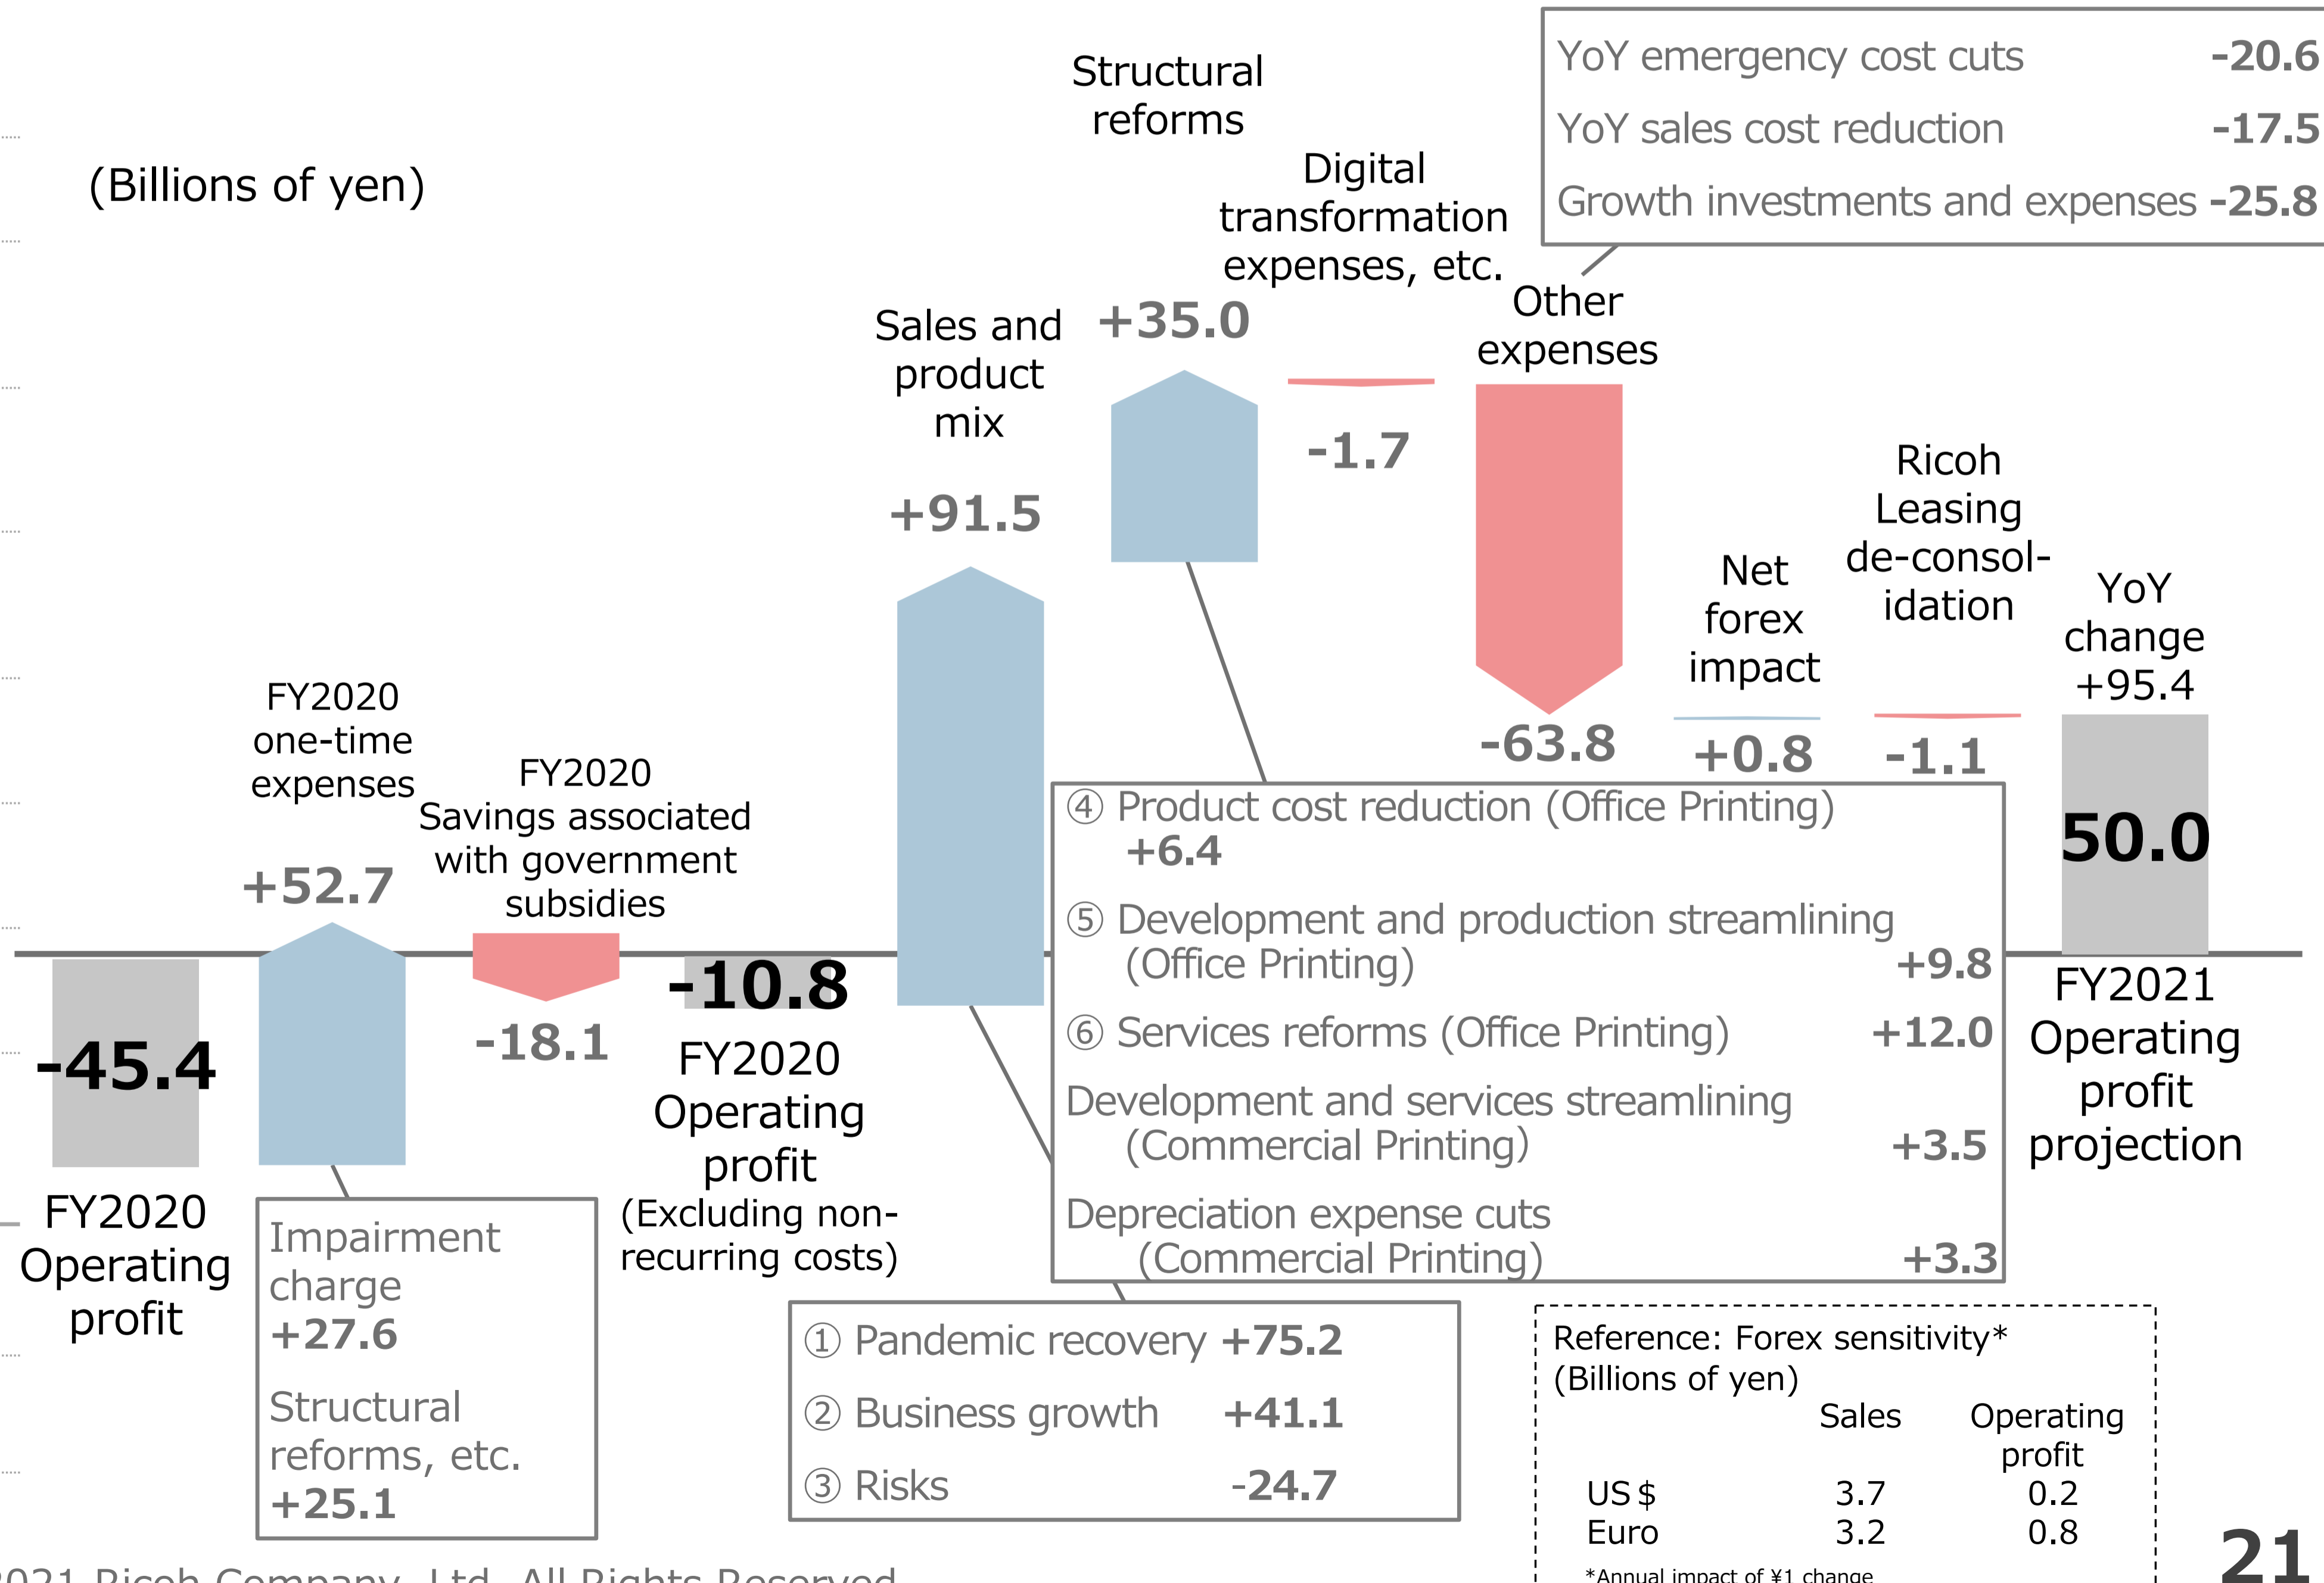 (Billions of yen)
YoY emergency cost cuts -20.6
YoY sales cost reduction -17.5
Growth investments and expenses -25.8
FY2020
Operating
profit
-45.4
FY2020
one-time
expenses
+52.7
Impairment
charge
+27.6
Structural
reforms, etc.
+25.1
FY2020
Savings associated
with government
subsidies
-18.1
-10.8
FY2020
Operating
profit
(Excluding non-
recurring costs)
Sales and
product
mix
+91.5
① Pandemic recovery +75.2
② Business growth +41.1
③ Risks -24.7
Structural
reforms
+35.0
④ Product cost reduction (Office Printing)
+6.4
⑤ Development and production streamlining
(Office Printing) +9.8
⑥ Services reforms (Office Printing) +12.0
Development and services streamlining
(Commercial Printing) +3.5
Depreciation expense cuts
(Commercial Printing) +3.3
Digital
transformation
expenses, etc.
-1.7
Other
expenses
-63.8
Net
forex
impact
+0.8
Ricoh
Leasing
de-consol-
idation
-1.1
YoY
change
+95.4
50.0
FY2021
Operating
profit
projection
Reference: Forex sensitivity*
(Billions of yen)
Sales Operating
profit
US $ 3.7 0.2
Euro 3.2 0.8
*Annual impact of ¥1 change
2021 Ricoh Company, Ltd. All Rights Reserved
21